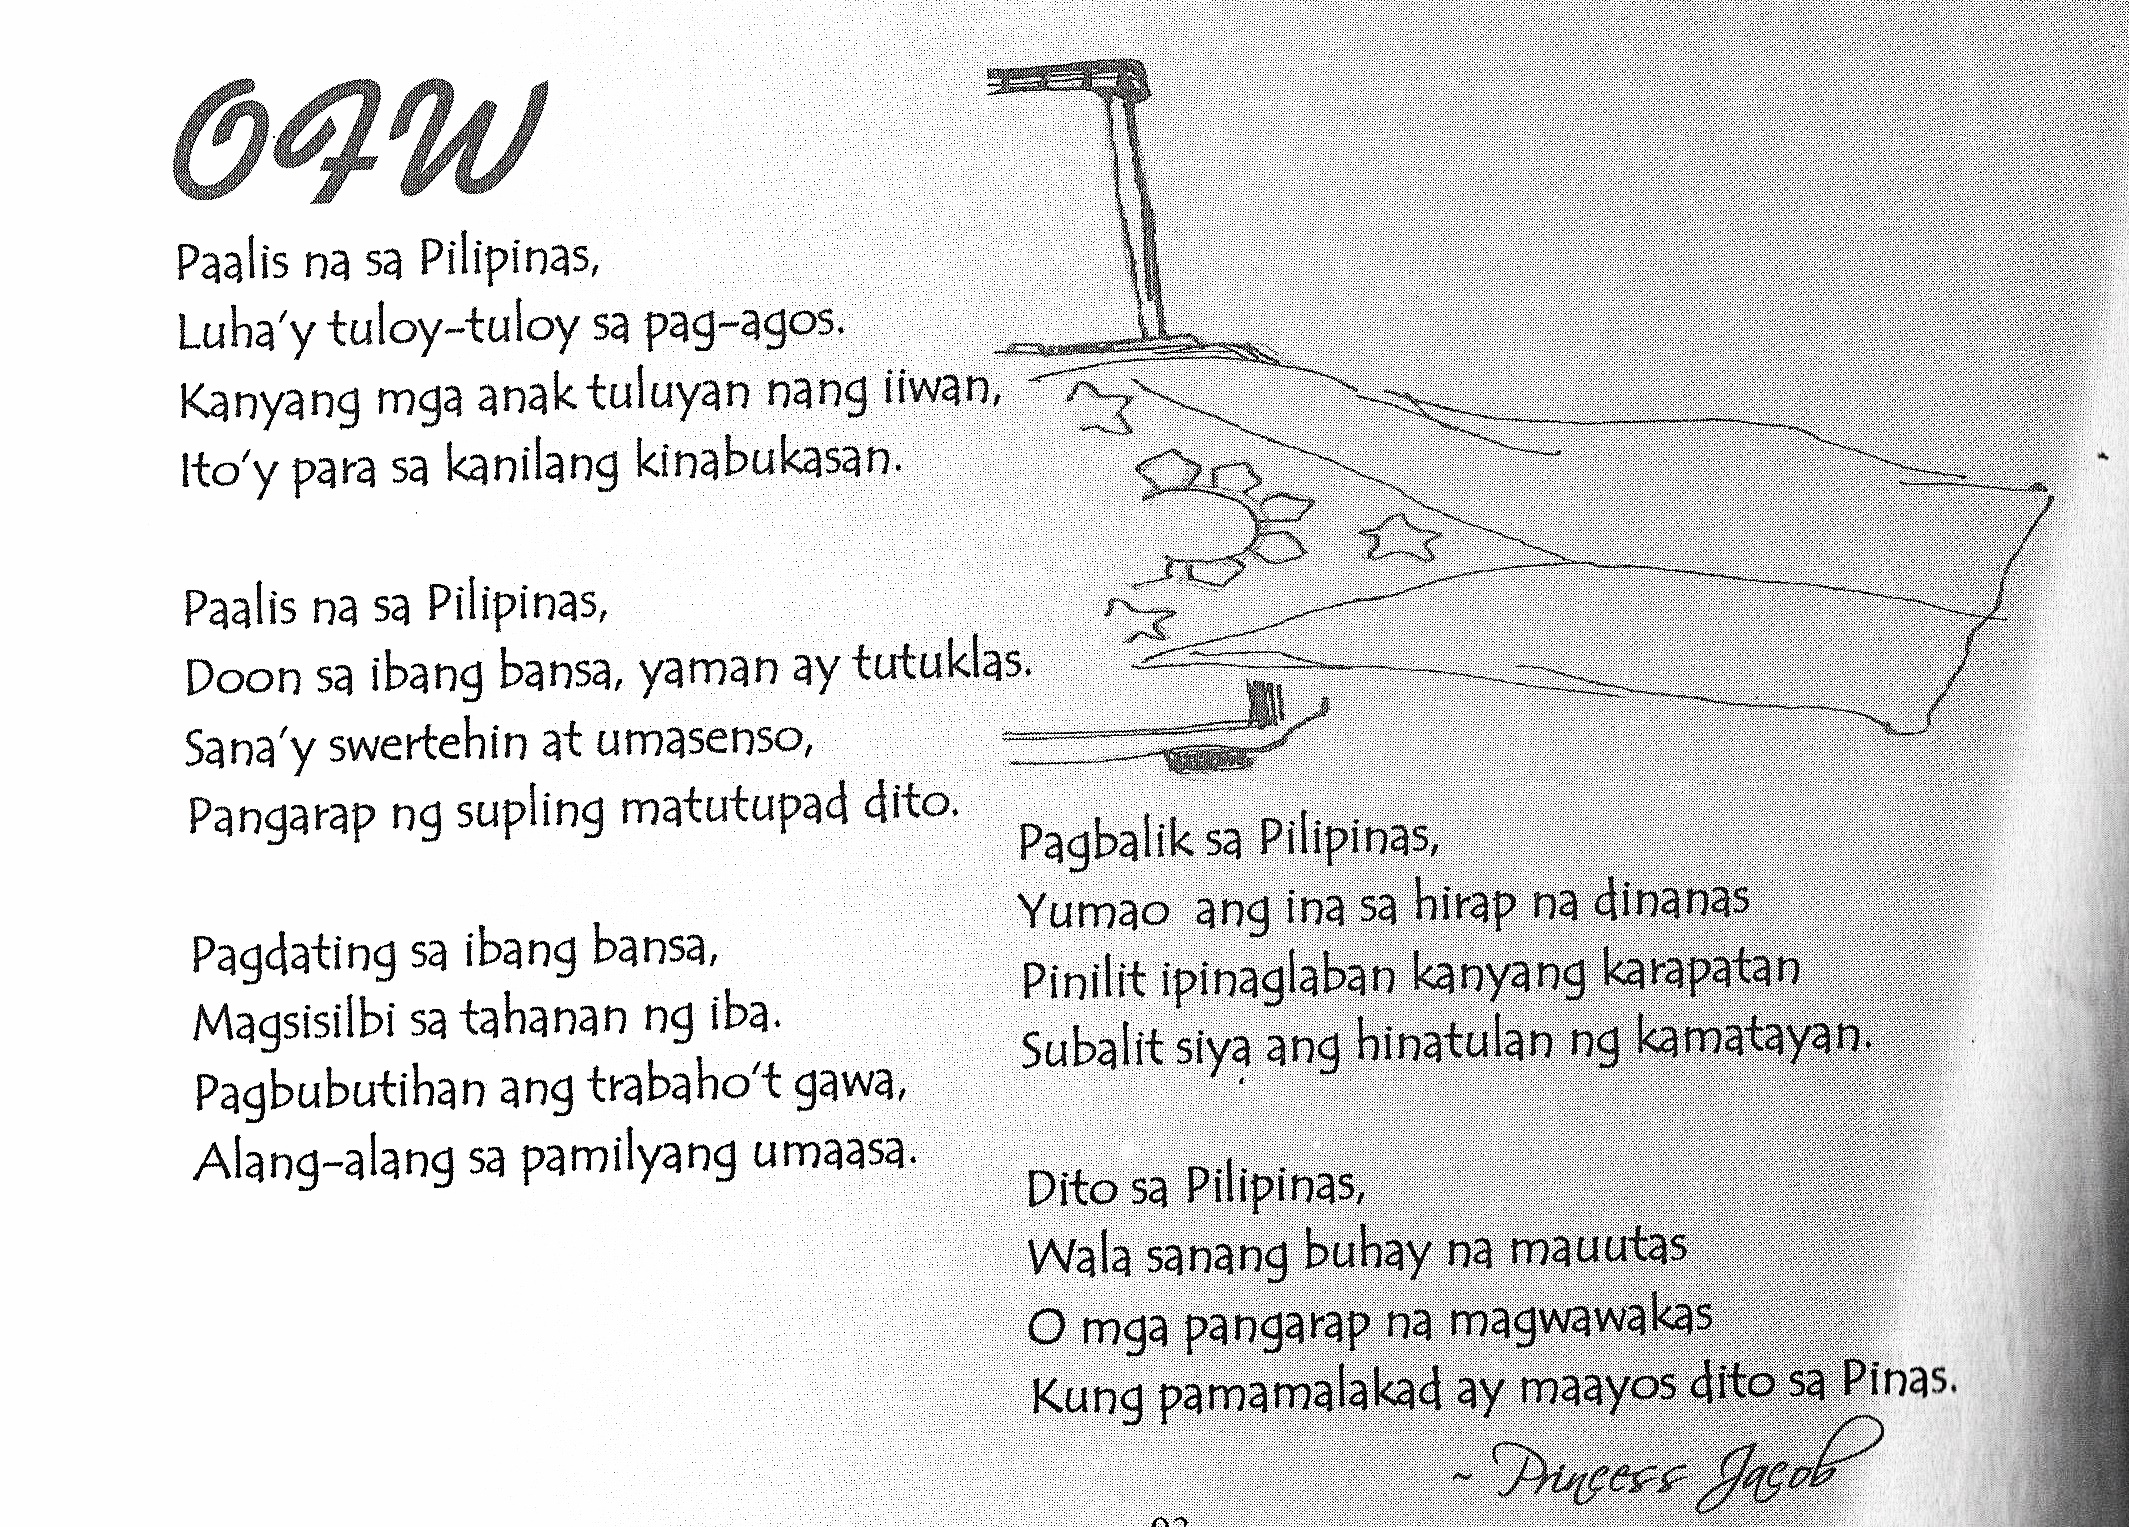 OFW
Paalis na sa Pilipinas,
Luha'y tuloy-tuloy sa pag-agos.
Kanyang mga anak tuluyan nang iiwan,
Ito'y para sa kanilang kinabukasan.
Paalis na sa Pilipinas,
Doon sa ibang bansa, yaman ay tutuklas.
Sana'y swertehin at umasenso,
Pangarap ng supling matutupad dito.
Pagdating sa ibang bansa,
Magsisilbi sa tahanan ng iba.
Pagbubutihan ang trabaho't gawa,
Alang-alang sa pamilyang umaasa.
Pagbalik sa Pilipinas,
Yumao ang ina sa hirap na dinanas
Pinilit ipinaglaban kanyang karapatan
Subalit siya ang hinatulan ng kamatayan.
Dito sa Pilipinas,
Wala sanang buhay na mauutas
O mga pangarap na magwawakas
Kung pamamalakad ay maayos dito sa Pinas.
~ Princess Jacob